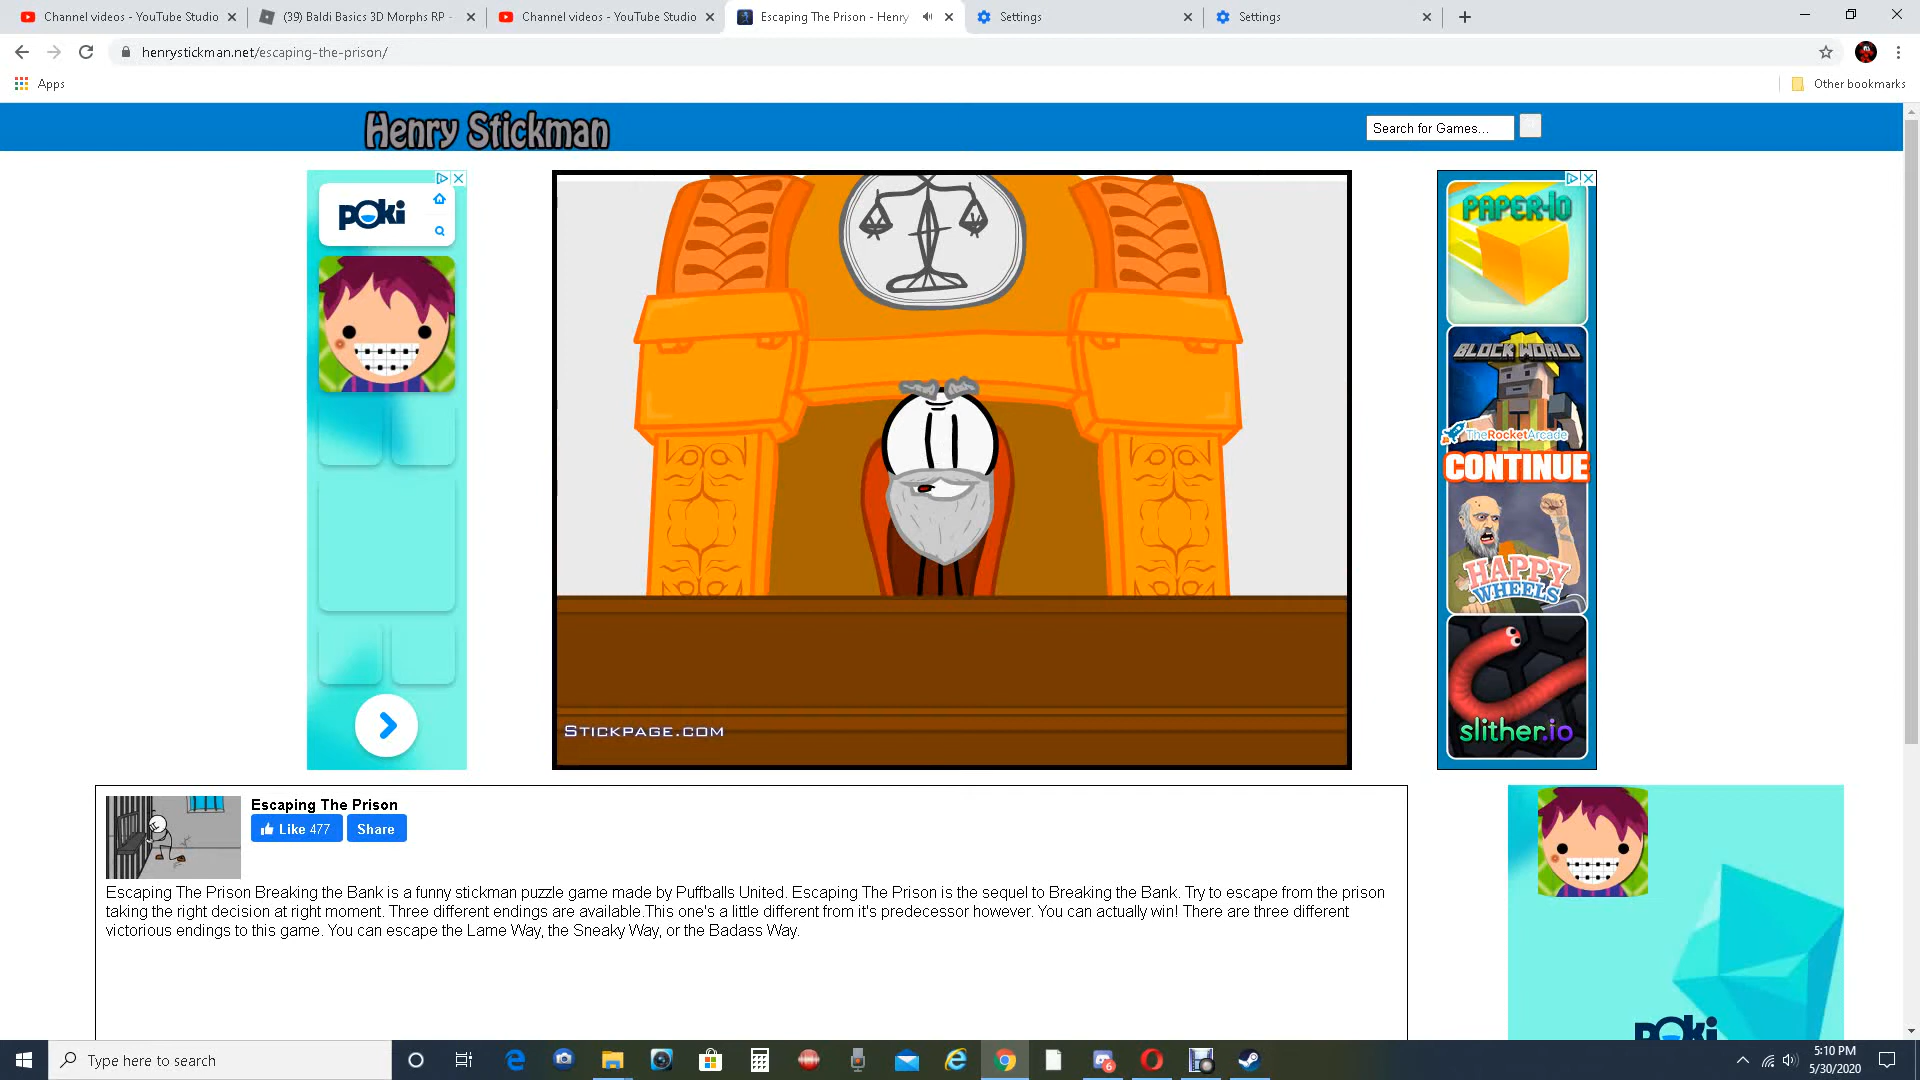 Channel videos - YouTube Studio
(39) Baldi Basics 3D Morphs RP -
Channel videos - YouTube Studio
Escaping The Prison - Henry
Settings
Settings
henrystickman.net/escaping-the-prison/
Apps
Other bookmarks
Henry Stickman
Search for Games...
POKi
PAPER-IO
BLOCK WORLD
TheRocketArcade
CONTINUE
HAPPY
WHEELS
slither.io
STICKPAGE.COM
Escaping The Prison
Like 477
Share
Escaping The Prison Breaking the Bank is a funny stickman puzzle game made by Puffballs United. Escaping The Prison is the sequel to Breaking the Bank. Try to escape from the prison
taking the right decision at right moment. Three different endings are available.This one's a little different from it's predecessor however. You can actually win! There are three different
victorious endings to this game. You can escape the Lame Way, the Sneaky Way, or the Badass Way.
POKi
Type here to search
6
5:10 PM
5/30/2020